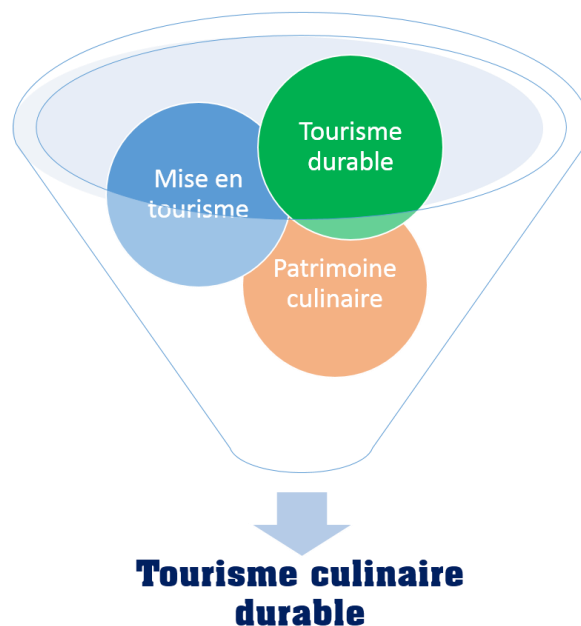 Tourisme
durable
Mise en
tourisme
Patrimoine
culinaire
Tourisme culinaire
durable